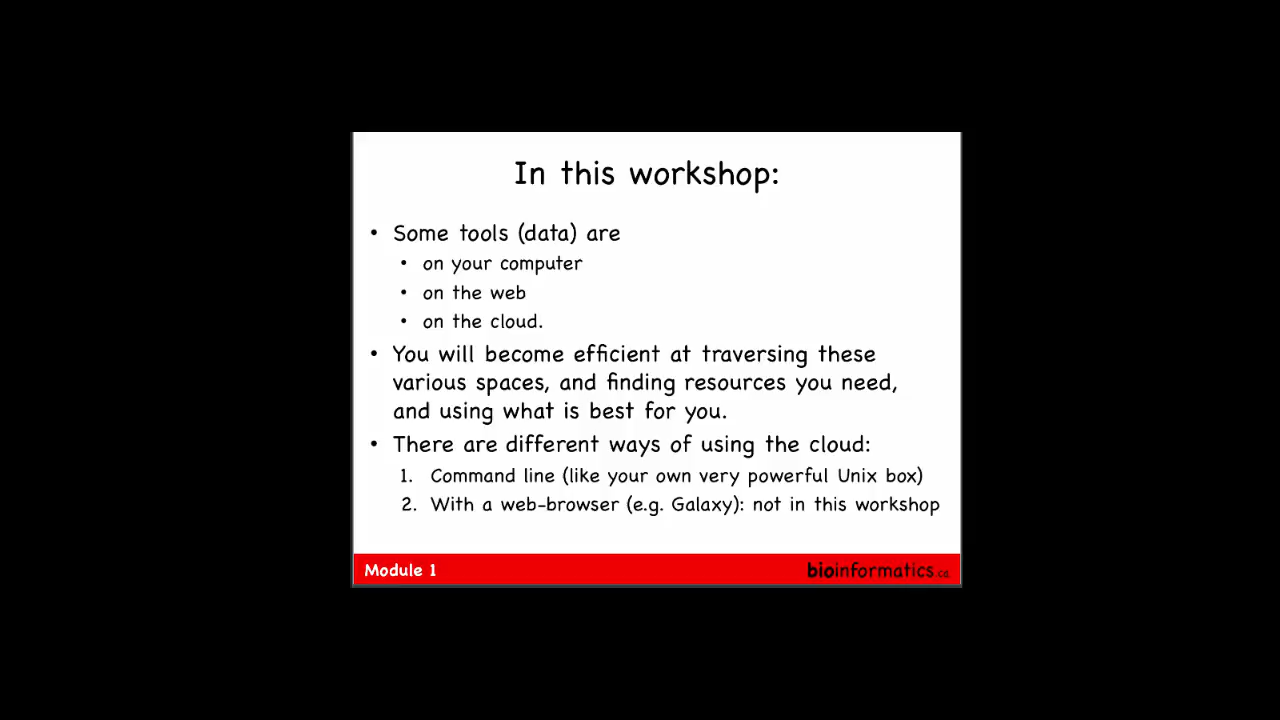 In this workshop:
• Some tools (data) are
• on your computer
• on the web
• on the cloud.
• You will become efficient at traversing these
various spaces, and finding resources you need,
and using what is best for you.
• There are different ways of using the cloud:
1. Command line (like your own very powerful Unix box)
2. With a web-browser (e.g. Galaxy): not in this workshop
Module 1
bioinformatics.ca